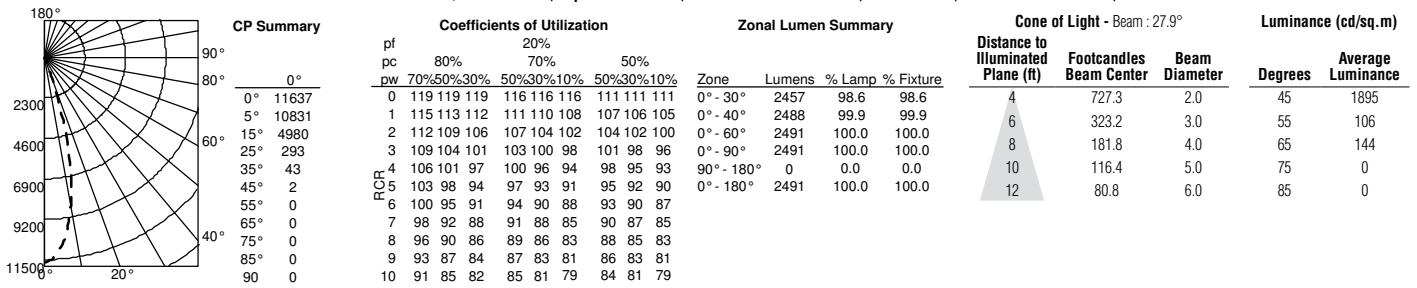 180°
90°
80°
60°
40°
20°
0°
2300
4600
6900
9200
11500
CP Summary
0°
0° 11637
5° 10831
15° 4980
25° 293
35° 43
45° 2
55° 0
65° 0
75° 0
85° 0
90 0
Coefficients of Utilization
pf 20%
pc 80% 70% 50%
pw 70%50%30% 50%30%10% 50%30%10%
RCR
0 119 119 119 116 116 116 111 111 111
1 115 113 112 111 110 108 107 106 105
2 112 109 106 107 104 102 104 102 100
3 109 104 101 103 100 98 101 98 96
4 106 101 97 100 96 94 98 95 93
5 103 98 94 97 93 91 95 92 90
6 100 95 91 94 90 88 93 90 87
7 98 92 88 91 88 85 90 87 85
8 96 90 86 89 86 83 88 85 83
9 93 87 84 87 83 81 86 83 81
10 91 85 82 85 81 79 84 81 79
Zonal Lumen Summary
Zone Lumens % Lamp % Fixture
0° - 30° 2457 98.6 98.6
0° - 40° 2488 99.9 99.9
0° - 60° 2491 100.0 100.0
0° - 90° 2491 100.0 100.0
90° - 180° 0 0.0 0.0
0° - 180° 2491 100.0 100.0
Cone of Light - Beam : 27.9°
Distance to
Illuminated Footcandles Beam
Plane (ft) Beam Center Diameter
4 727.3 2.0
6 323.2 3.0
8 181.8 4.0
10 116.4 5.0
12 80.8 6.0
Luminance (cd/sq.m)
Average
Degrees Luminance
45 1895
55 106
65 144
75 0
85 0